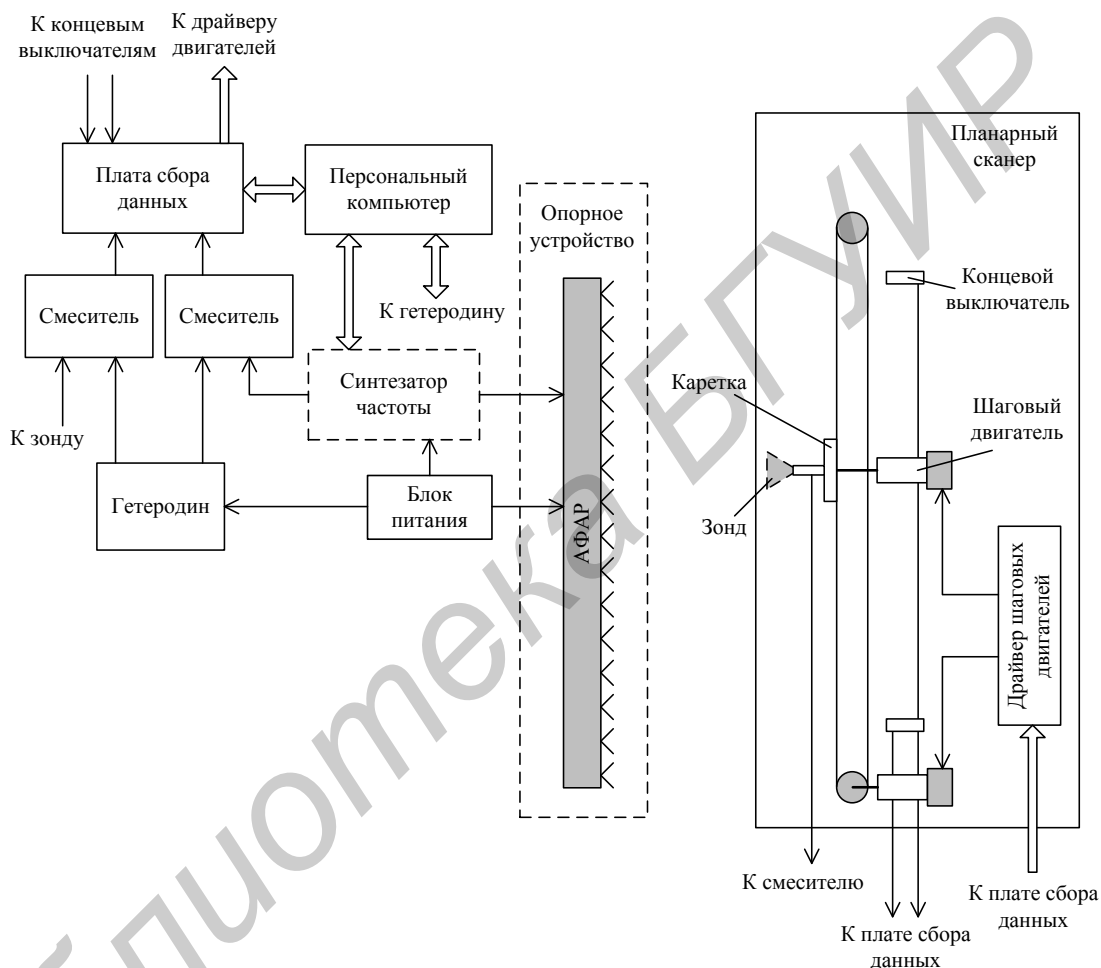 К концевым
выключателям
К драйверу
двигателей
Плата сбора
данных
Персональный
компьютер
Смеситель
Смеситель
К гетеродину
К зонду
Синтезатор
частоты
Гетеродин
Блок
питания
Опорное
устройство
АФАР
Планарный
сканер
Концевой
выключатель
Каретка
Шаговый
двигатель
Зонд
Драйвер шаговых
двигателей
К смесителю
К плате сбора
данных
К плате сбора
данных
блиотека БГУИР